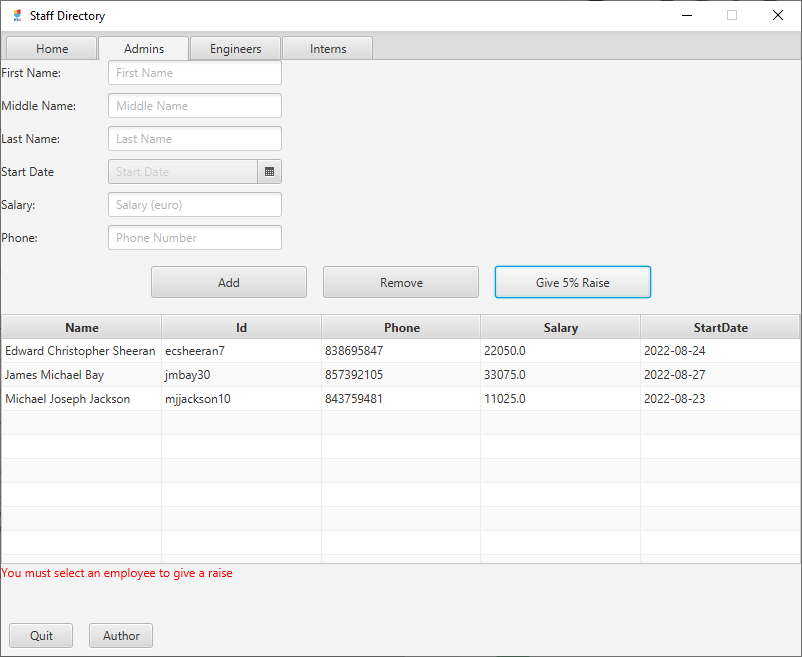 Staff Directory
Home Admins Engineers Interns
First Name: First Name
Middle Name: Middle Name
Last Name: Last Name
Start Date Start Date
Salary: Salary (euro)
Phone: Phone Number
Add Remove Give 5% Raise
Name Id Phone Salary StartDate
Edward Christopher Sheeran ecsheeran7 838695847 22050.0 2022-08-24
James Michael Bay jmbay30 857392105 33075.0 2022-08-27
Michael Joseph Jackson mjjackson10 843759481 11025.0 2022-08-23
You must select an employee to give a raise
Quit Author